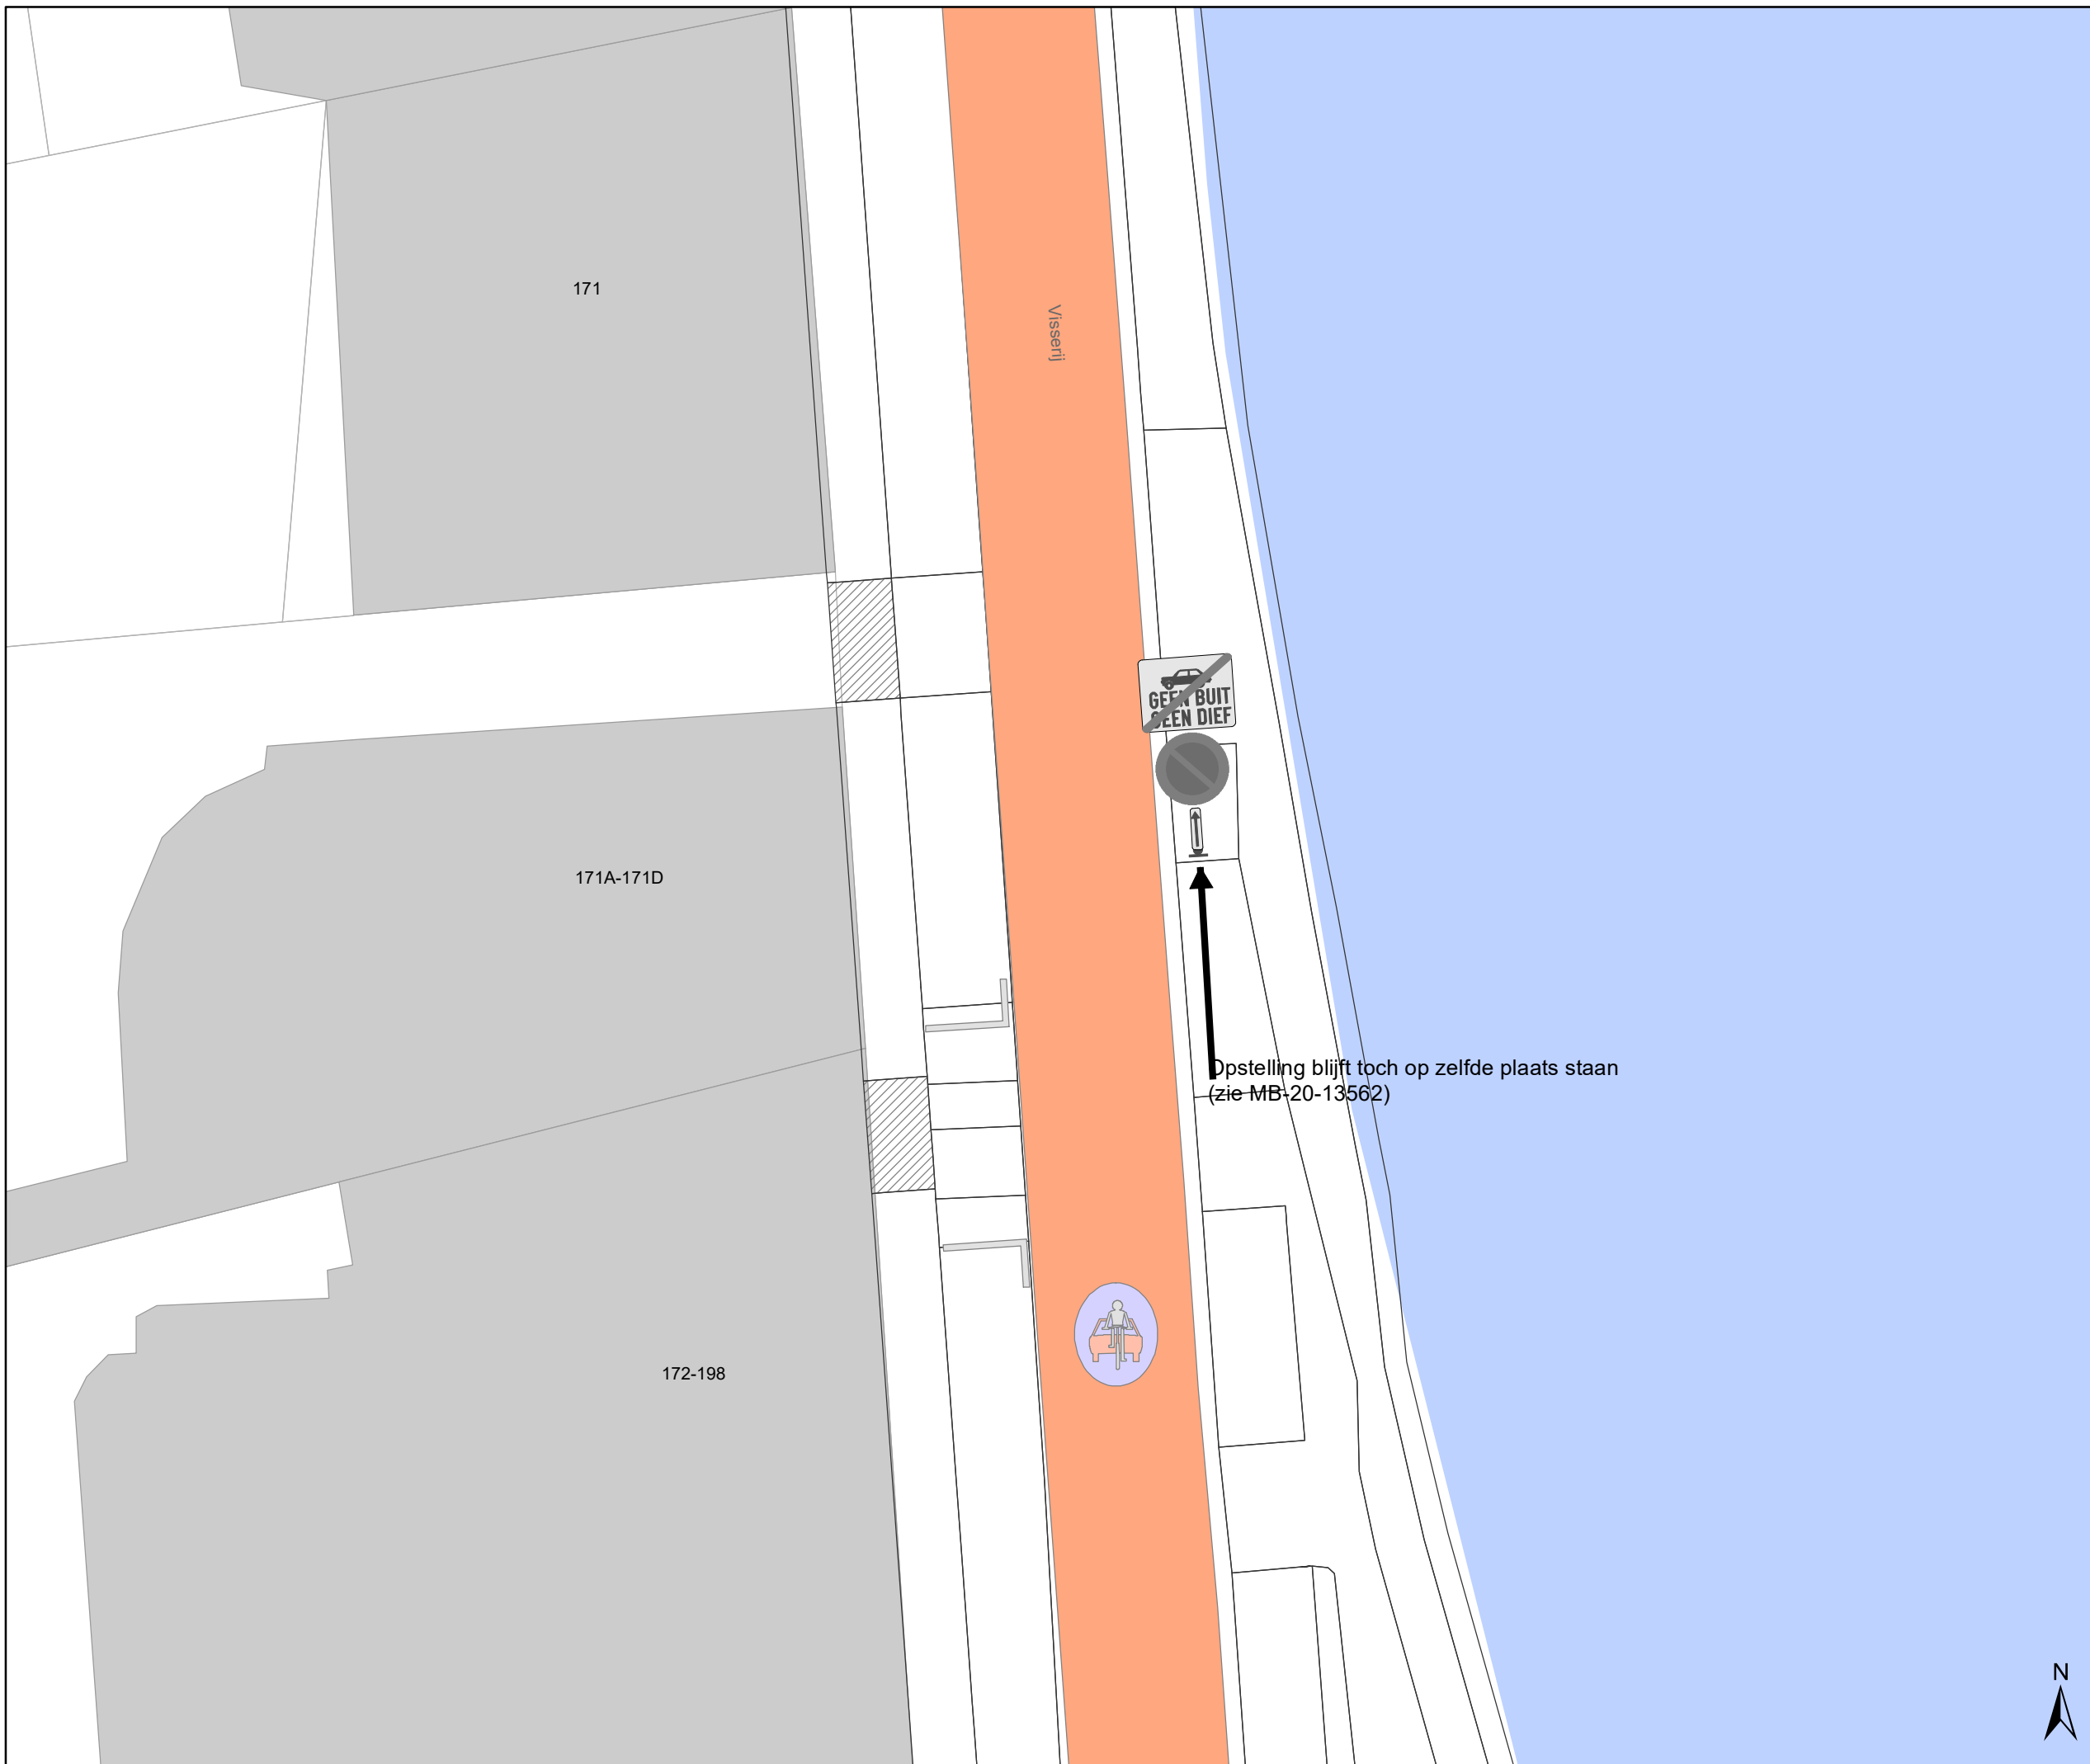 171
Visserij
GEEN BUIT
GEEN DIEF
171A-171D
Opstelling blijft toch op zelfde plaats staan
(zie MB-20-13562)
172-198
N